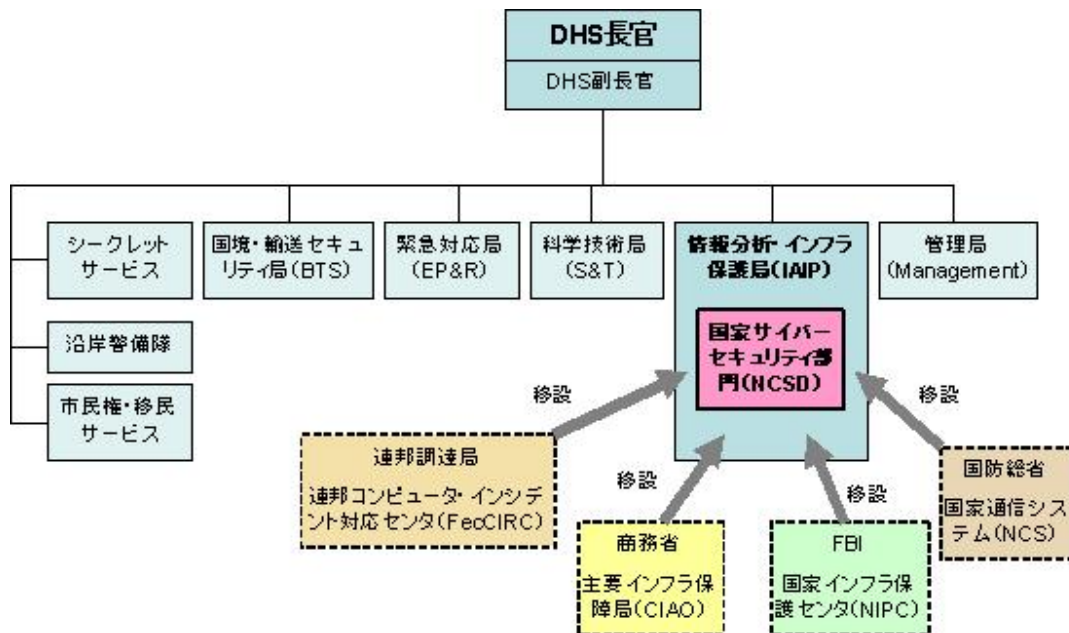 DHS長官
DHS副長官
シークレット
サービス
国境・輸送セキュ
リティ局(BTS)
緊急対応局
(EP&R)
科学技術局
(S&T)
情報分析・インフラ
保護局(IAIP)
管理局
(Management)
国家サイバー
セキュリティ部
門(NCSD)
沿岸警備隊
市民権・移民
サービス
移設
移設
移設
移設
連邦調達局
連邦コンピュータ・インシデ
ント対応センタ(FecCIRC)
商務省
主要インフラ保
障局(CIAO)
FBI
国家インフラ保
護センタ(NIPC)
国防総省
国家通信シス
テム(NCS)